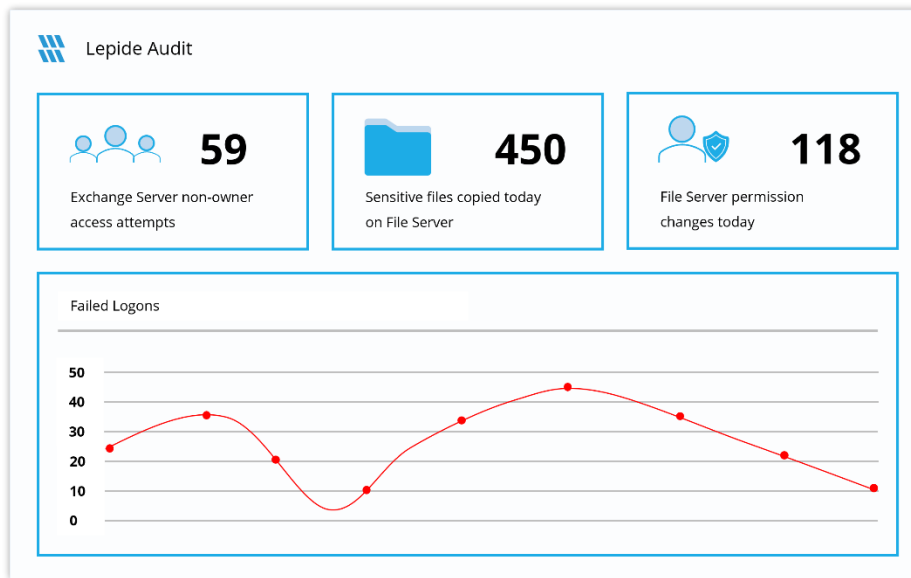 Lepide Audit
59
Exchange Server non-owner
access attempts
450
Sensitive files copied today
on File Server
118
File Server permission
changes today
Failed Logons
50
40
30
20
10
0